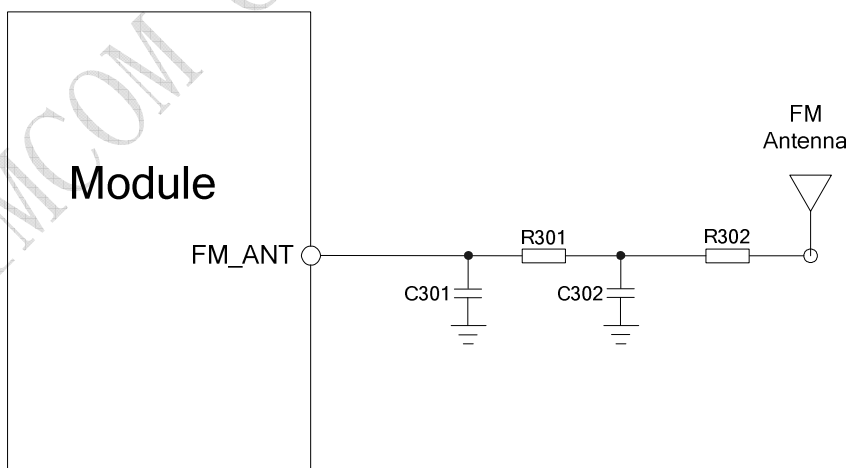 FM
Antenna
Module
R301
R302
FM_ANT
C301
C302